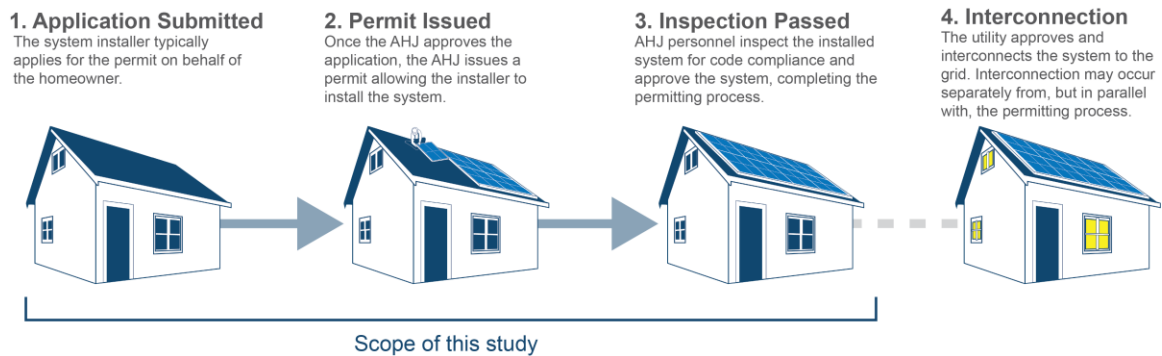 1. Application Submitted
The system installer typically
applies for the permit on behalf of
the homeowner.
2. Permit Issued
Once the AHJ approves the
application, the AHJ issues a
permit allowing the installer to
install the system.
3. Inspection Passed
AHJ personnel inspect the installed
system for code compliance and
approve the system, completing the
permitting process.
4. Interconnection
The utility approves and
interconnects the system to the
grid. Interconnection may occur
separately from, but in parallel
with, the permitting process.
Scope of this study